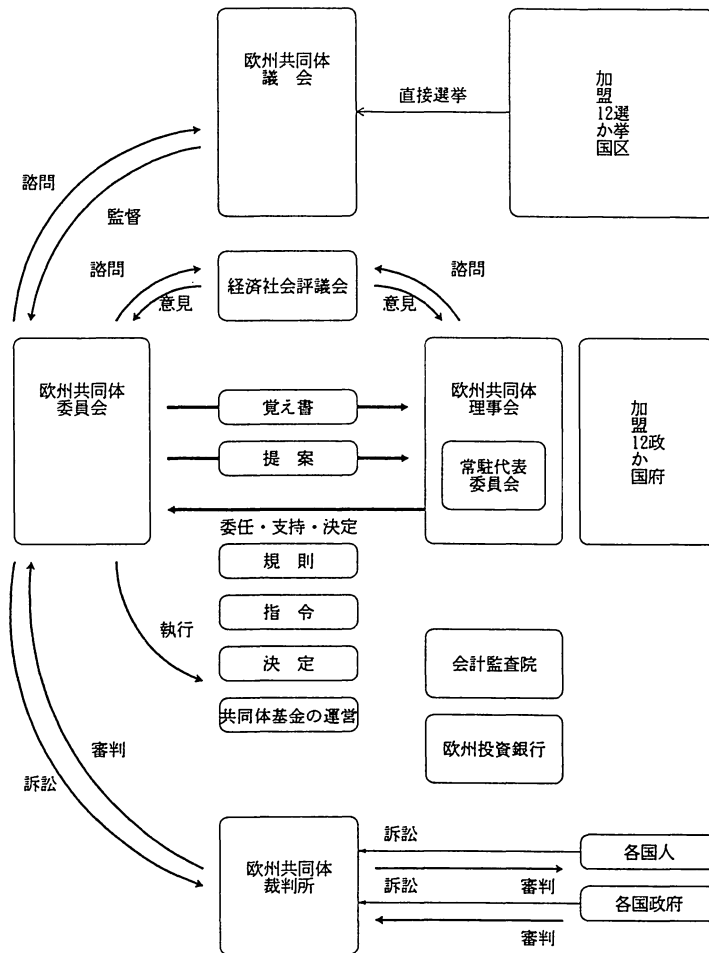 欧州共同体
議 会
直接選挙
加盟12か国
選挙区
諮問
監督
諮問
諮問
経済社会評議会
意見
意見
欧州共同体
委員会
覚え書
提 案
欧州共同体
理事会
常駐代表
委員会
加盟12か国
政府
委任・支持・決定
規 則
指 令
決 定
共同体基金の運営
執行
会計監査院
欧州投資銀行
審判
訴訟
欧州共同体
裁判所
訴訟
各国人
訴訟
審判
各国政府
審判